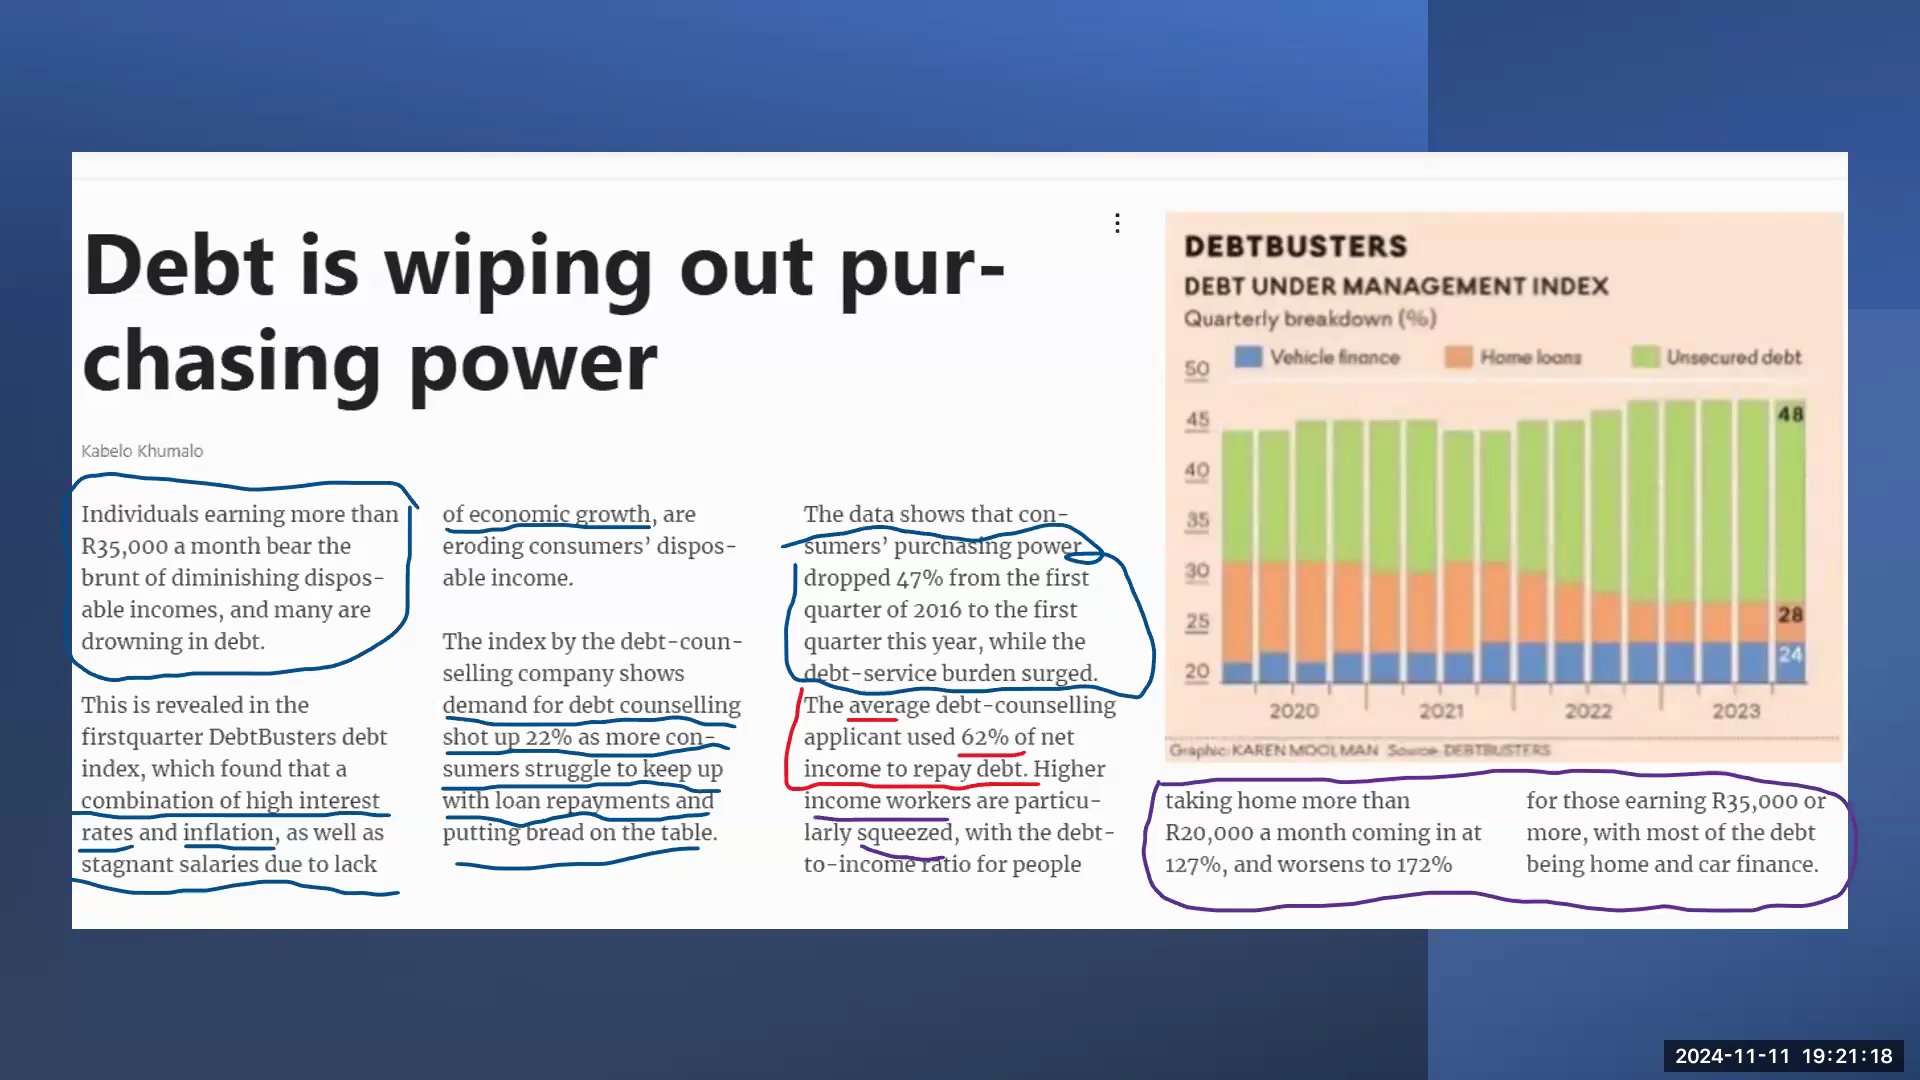 Debt is wiping out pur-
chasing power
Kabelo Khumalo
Individuals earning more than
R35,000 a month bear the
brunt of diminishing dispos-
able incomes, and many are
drowning in debt.
This is revealed in the
firstquarter DebtBusters debt
index, which found that a
combination of high interest
rates and inflation, as well as
stagnant salaries due to lack
of economic growth, are
eroding consumers’ dispos-
able income.
The index by the debt-coun-
selling company shows
demand for debt counselling
shot up 22% as more con-
sumers struggle to keep up
with loan repayments and
putting bread on the table.
The data shows that con-
sumers’ purchasing power
dropped 47% from the first
quarter of 2016 to the first
quarter this year, while the
debt-service burden surged.
The average debt-counselling
applicant used 62% of net
income to repay debt. Higher
income workers are particu-
larly squeezed, with the debt-
to-income ratio for people
DEBTBUSTERS
DEBT UNDER MANAGEMENT INDEX
Quarterly breakdown (%)
Vehicle finance Home loans Unsecured debt
50
45
40
35
30
25
20
48
28
24
2020 2021 2022 2023
Graphic: KAREN MOOLMAN Source: DEBTBUSTERS
taking home more than
R20,000 a month coming in at
127%, and worsens to 172%
for those earning R35,000 or
more, with most of the debt
being home and car finance.
2024-11-11 19:21:18